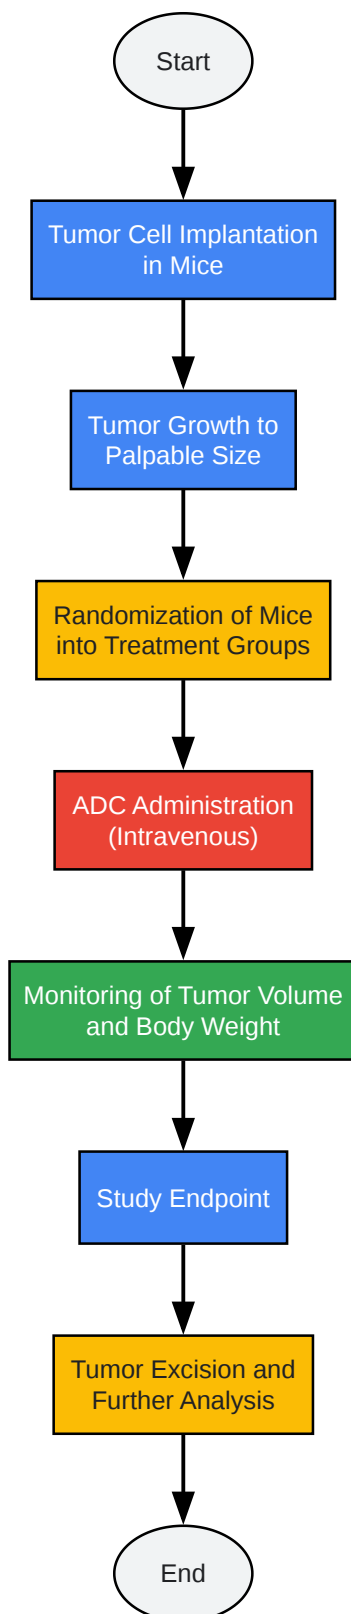 Start
Tumor Cell Implantation
in Mice
Tumor Growth to
Palpable Size
Randomization of Mice
into Treatment Groups
ADC Administration
(Intravenous)
Monitoring of Tumor Volume
and Body Weight
Study Endpoint
Tumor Excision and
Further Analysis
End